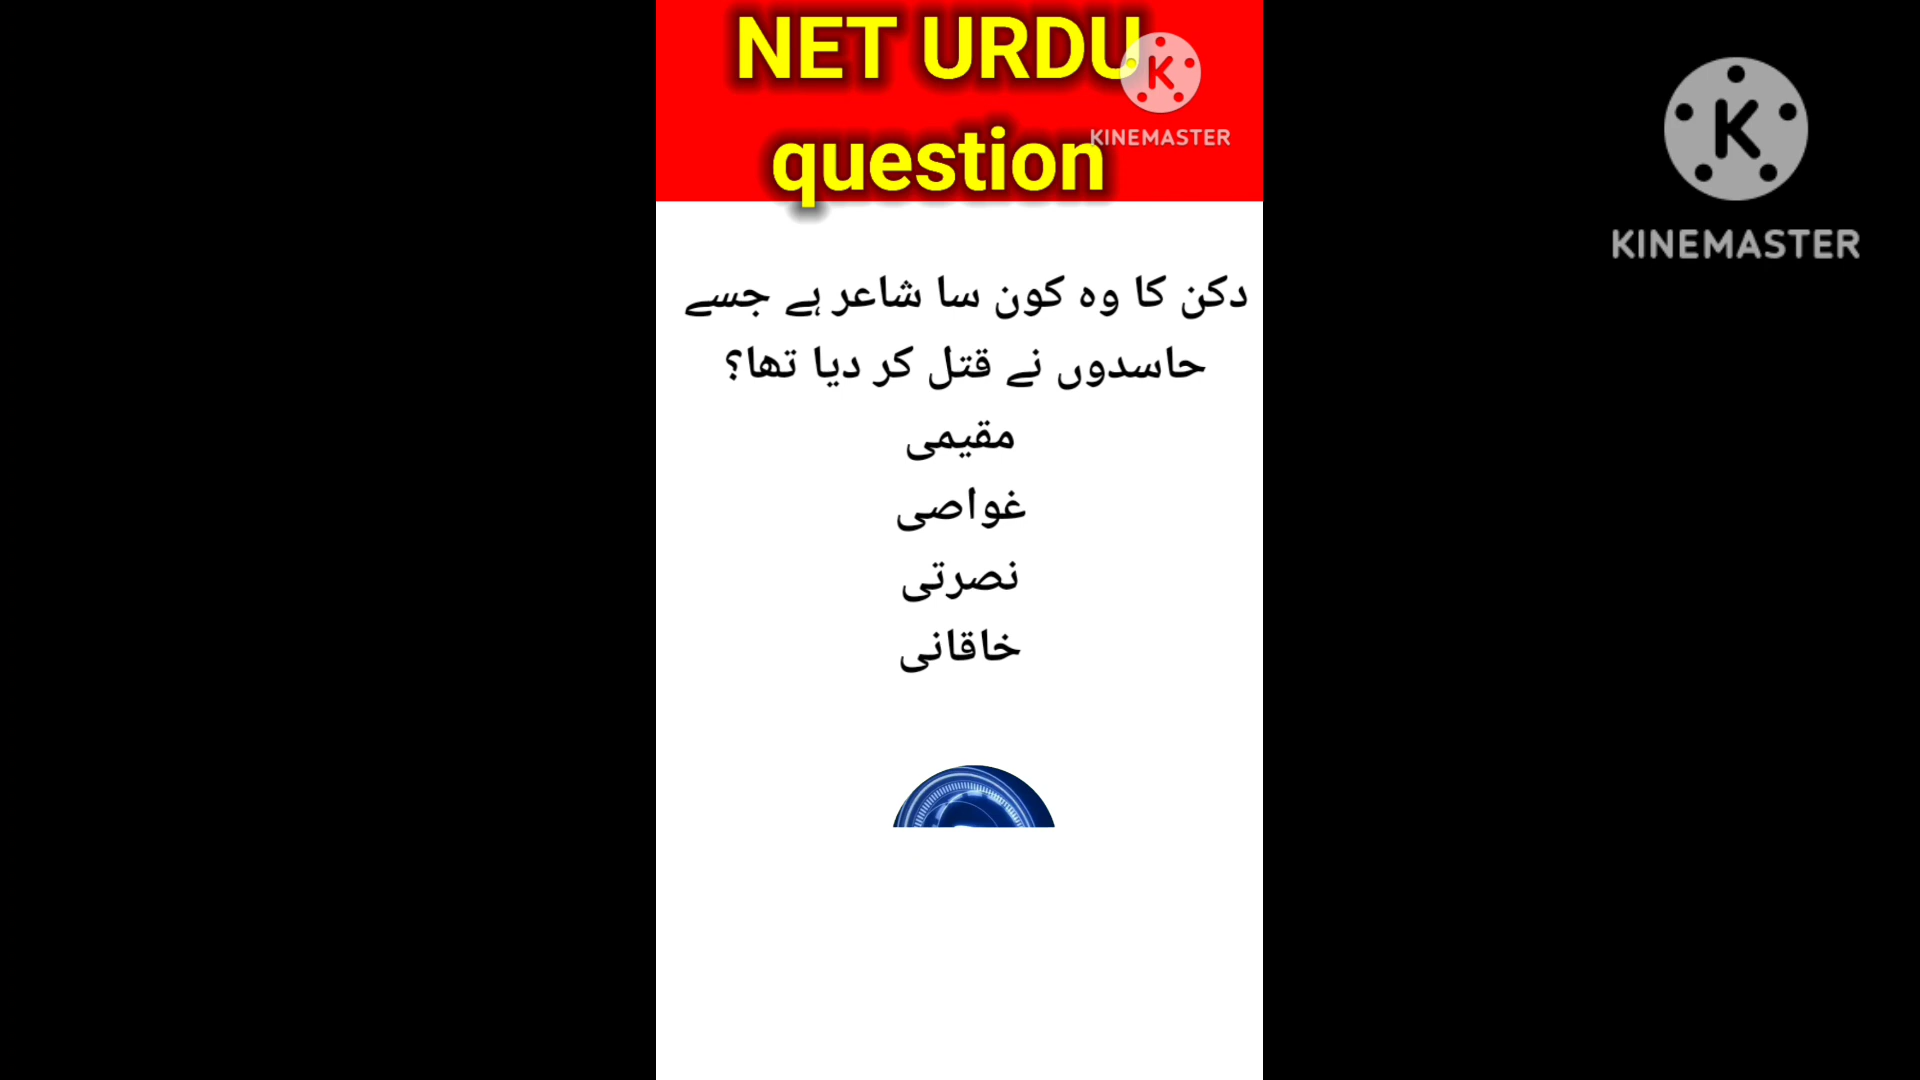 NET URDU
question
KINEMASTER
KINEMASTER
دکن کا وہ کون سا شاعر ہے جسے
حاسدوں نے قتل کر دیا تھا؟
مقیمی
غواصی
نصرتی
خاقانی